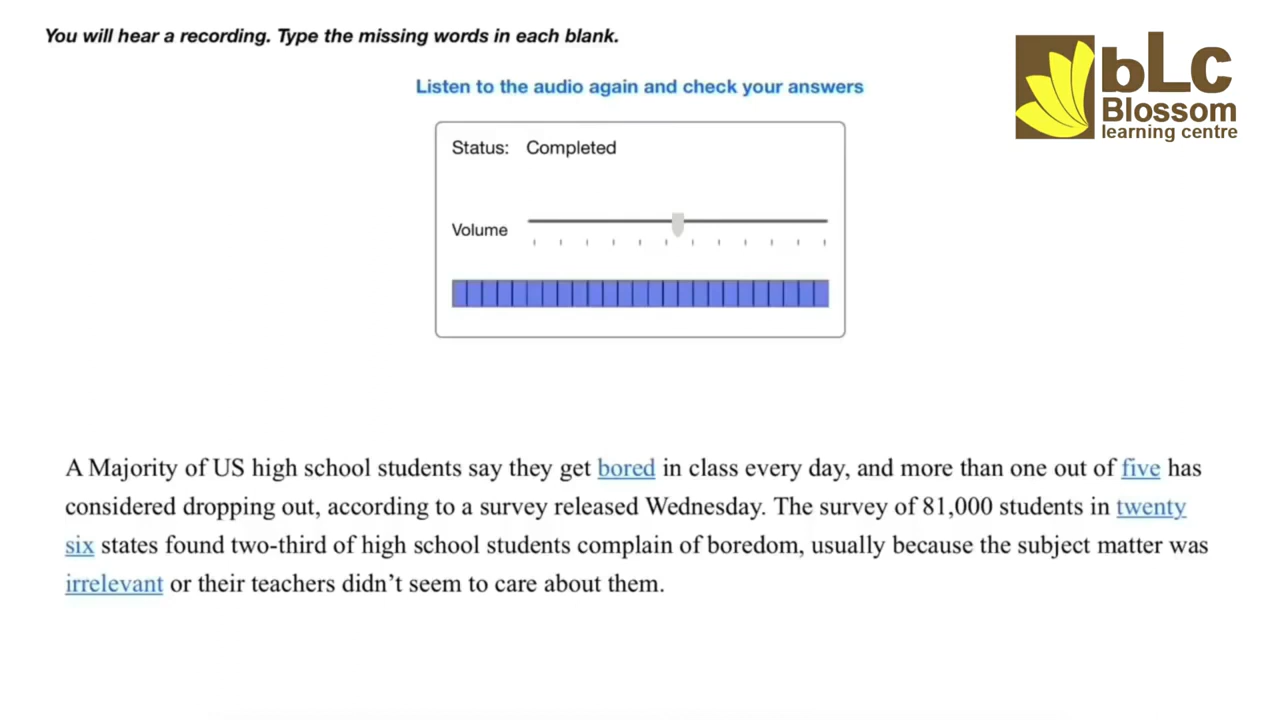 You will hear a recording. Type the missing words in each blank.
bLc
Blossom
learning centre
Listen to the audio again and check your answers
Status: Completed
Volume
A Majority of US high school students say they get bored in class every day, and more than one out of five has
considered dropping out, according to a survey released Wednesday. The survey of 81,000 students in twenty
six states found two-third of high school students complain of boredom, usually because the subject matter was
irrelevant or their teachers didn’t seem to care about them.